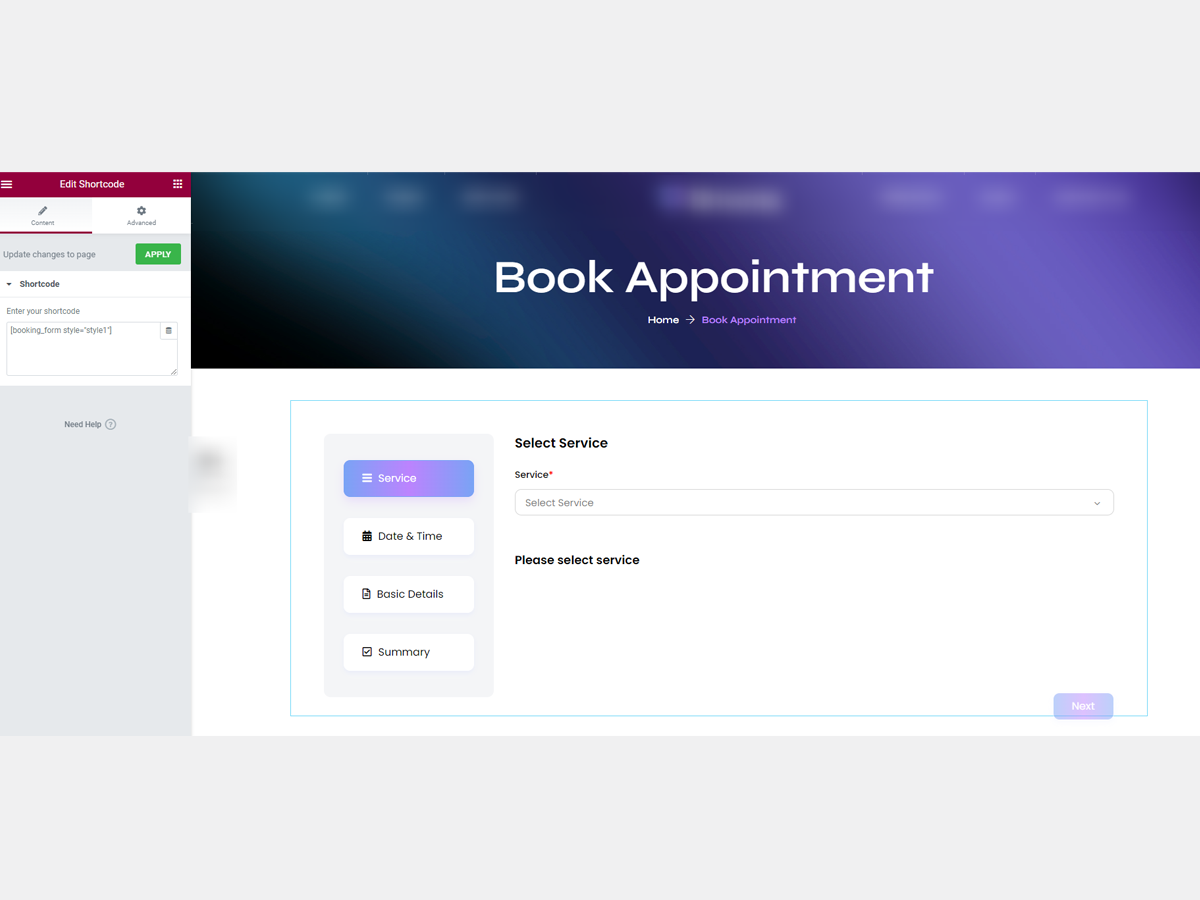 Edit Shortcode
Content
Advanced
Update changes to page
APPLY
Shortcode
Enter your shortcode
[booking_form style="style1"]
Need Help ?
Book Appointment
Home → Book Appointment
Service
Date & Time
Basic Details
Summary
Select Service
Service*
Select Service
Please select service
Next